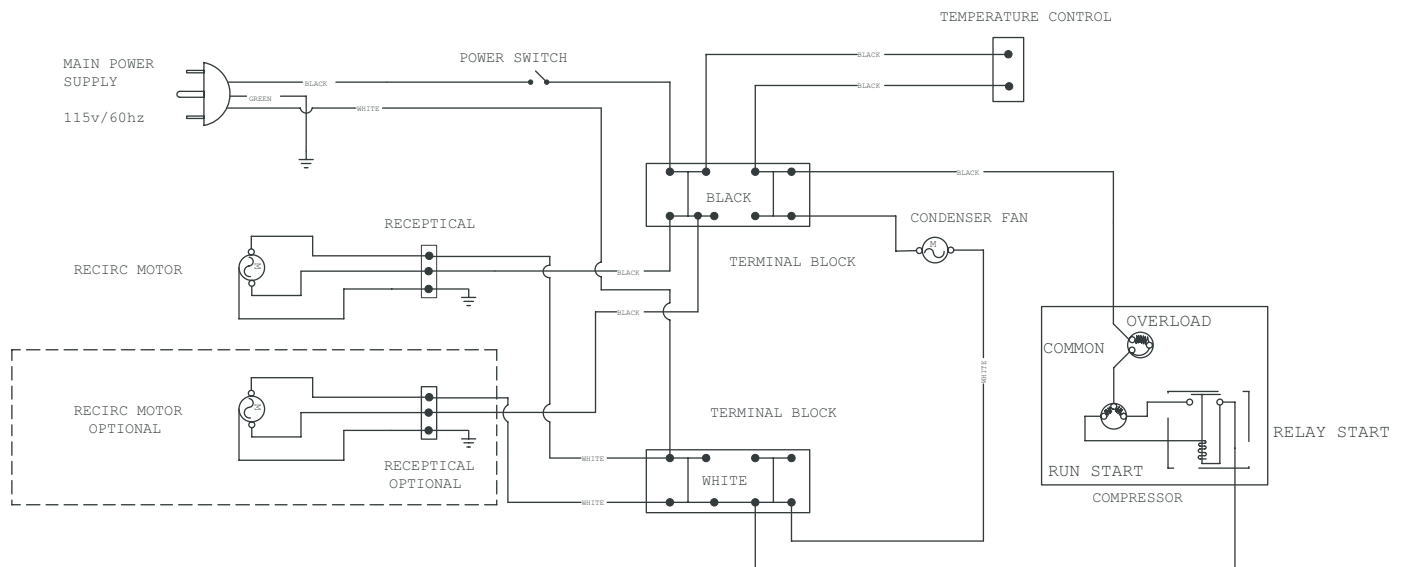 TEMPERATURE CONTROL
MAIN POWER
SUPPLY
115v/60hz
POWER SWITCH
BLACK
BLACK
BLACK
BLACK
GREEN
WHITE
BLACK
BLACK
RECEPTICAL
CONDENSER FAN
M
RECIRC MOTOR
M
BLACK
TERMINAL BLOCK
BLACK
OVERLOAD
COMMON
WHITE
RECIRC MOTOR
OPTIONAL
M
TERMINAL BLOCK
RELAY START
RECEPTICAL
OPTIONAL
WHITE
WHITE
WHITE
RUN START
COMPRESSOR